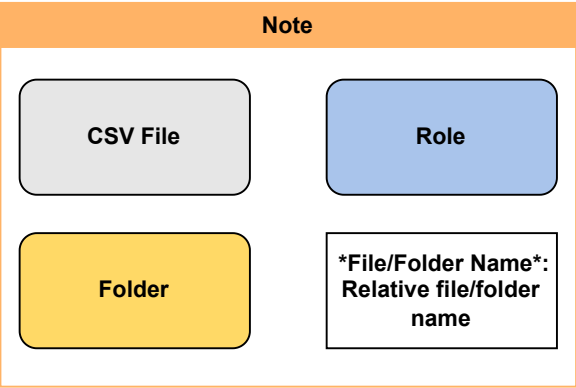 Note
CSV File
Role
Folder
*File/Folder Name*:
Relative file/folder
name